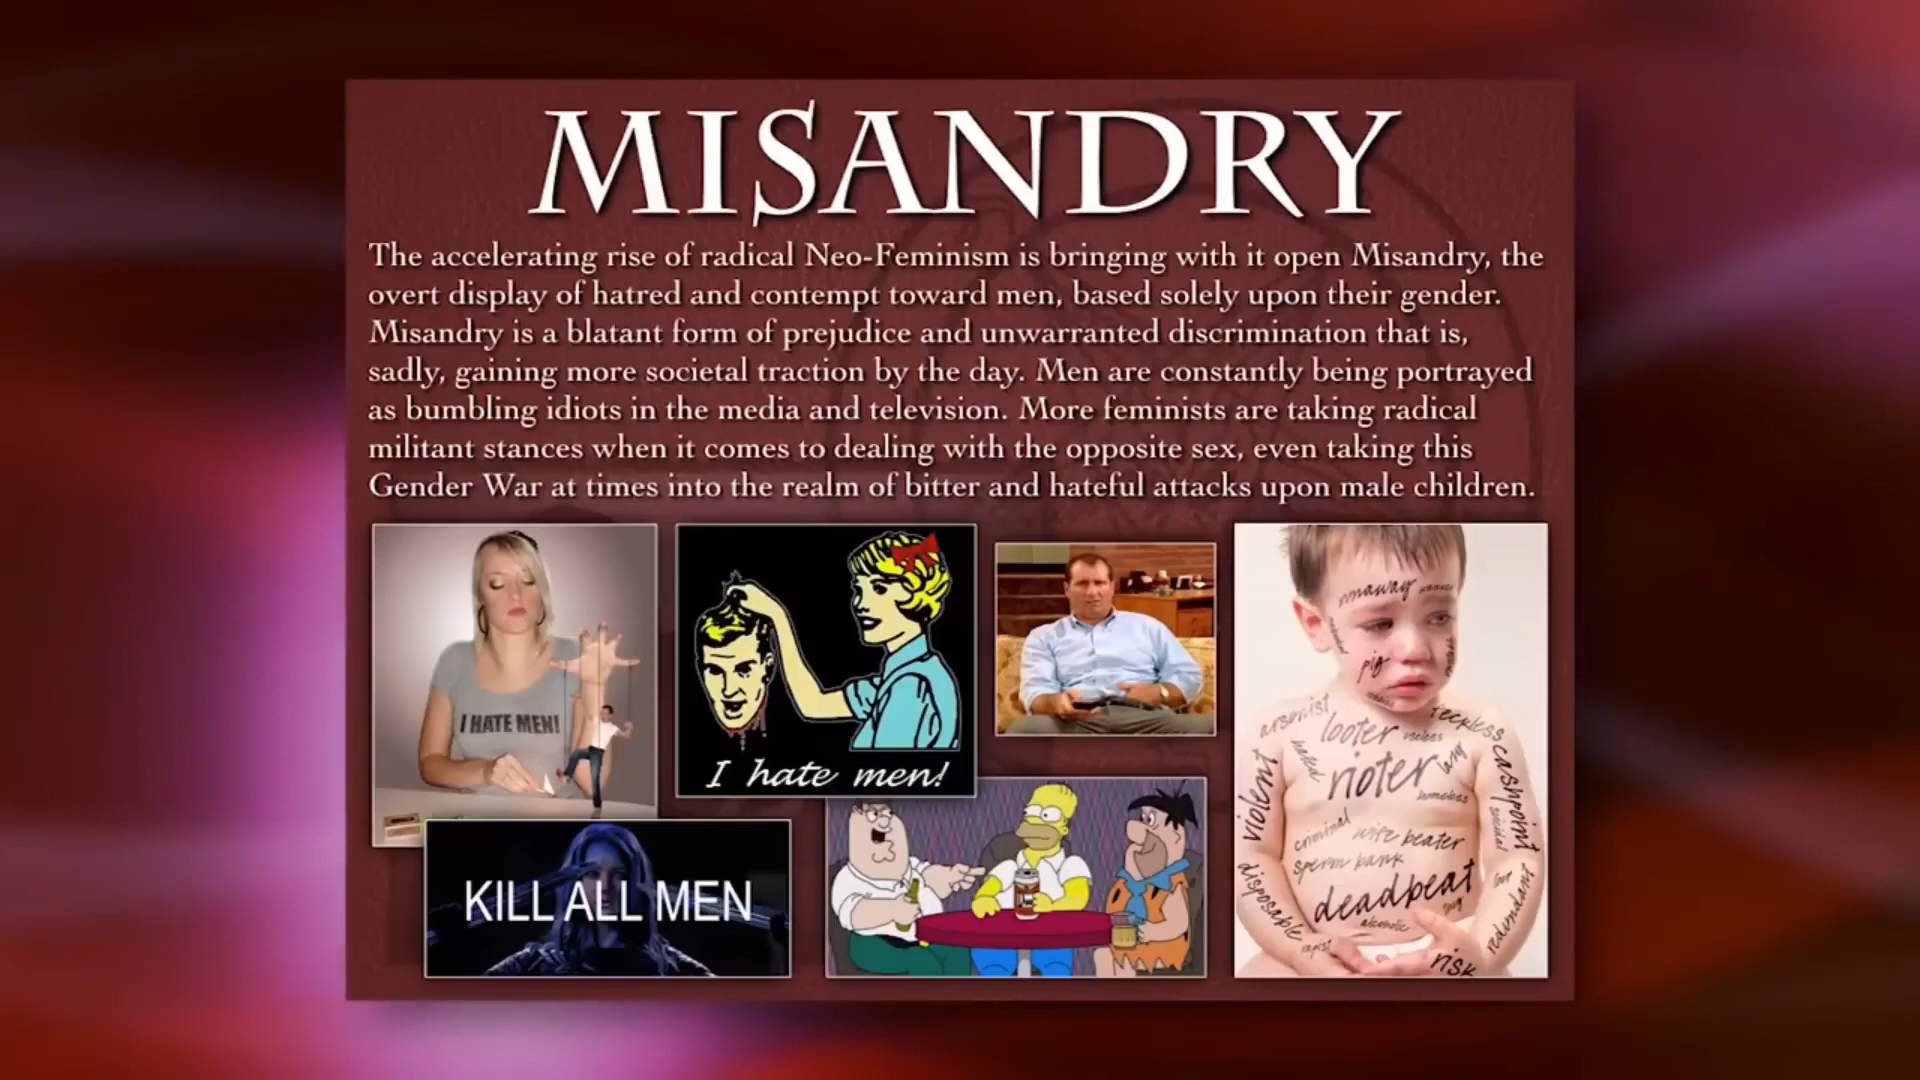 MISANDRY
The accelerating rise of radical Neo-Feminism is bringing with it open Misandry, the
overt display of hatred and contempt toward men, based solely upon their gender.
Misandry is a blatant form of prejudice and unwarranted discrimination that is,
sadly, gaining more societal traction by the day. Men are constantly being portrayed
as bumbling idiots in the media and television. More feminists are taking radical
militant stances when it comes to dealing with the opposite sex, even taking this
Gender War at times into the realm of bitter and hateful attacks upon male children.
I HATE MEN!
I hate men!
KILL ALL MEN
runaway
pig
arsonist
reckless
looter
useless
hated
lazy
violent
rioter
homeless
cashpoint
suicidal
criminal
wife beater
sperm bank
disposable
deadbeat
alcoholic
redundant
rapist
risk